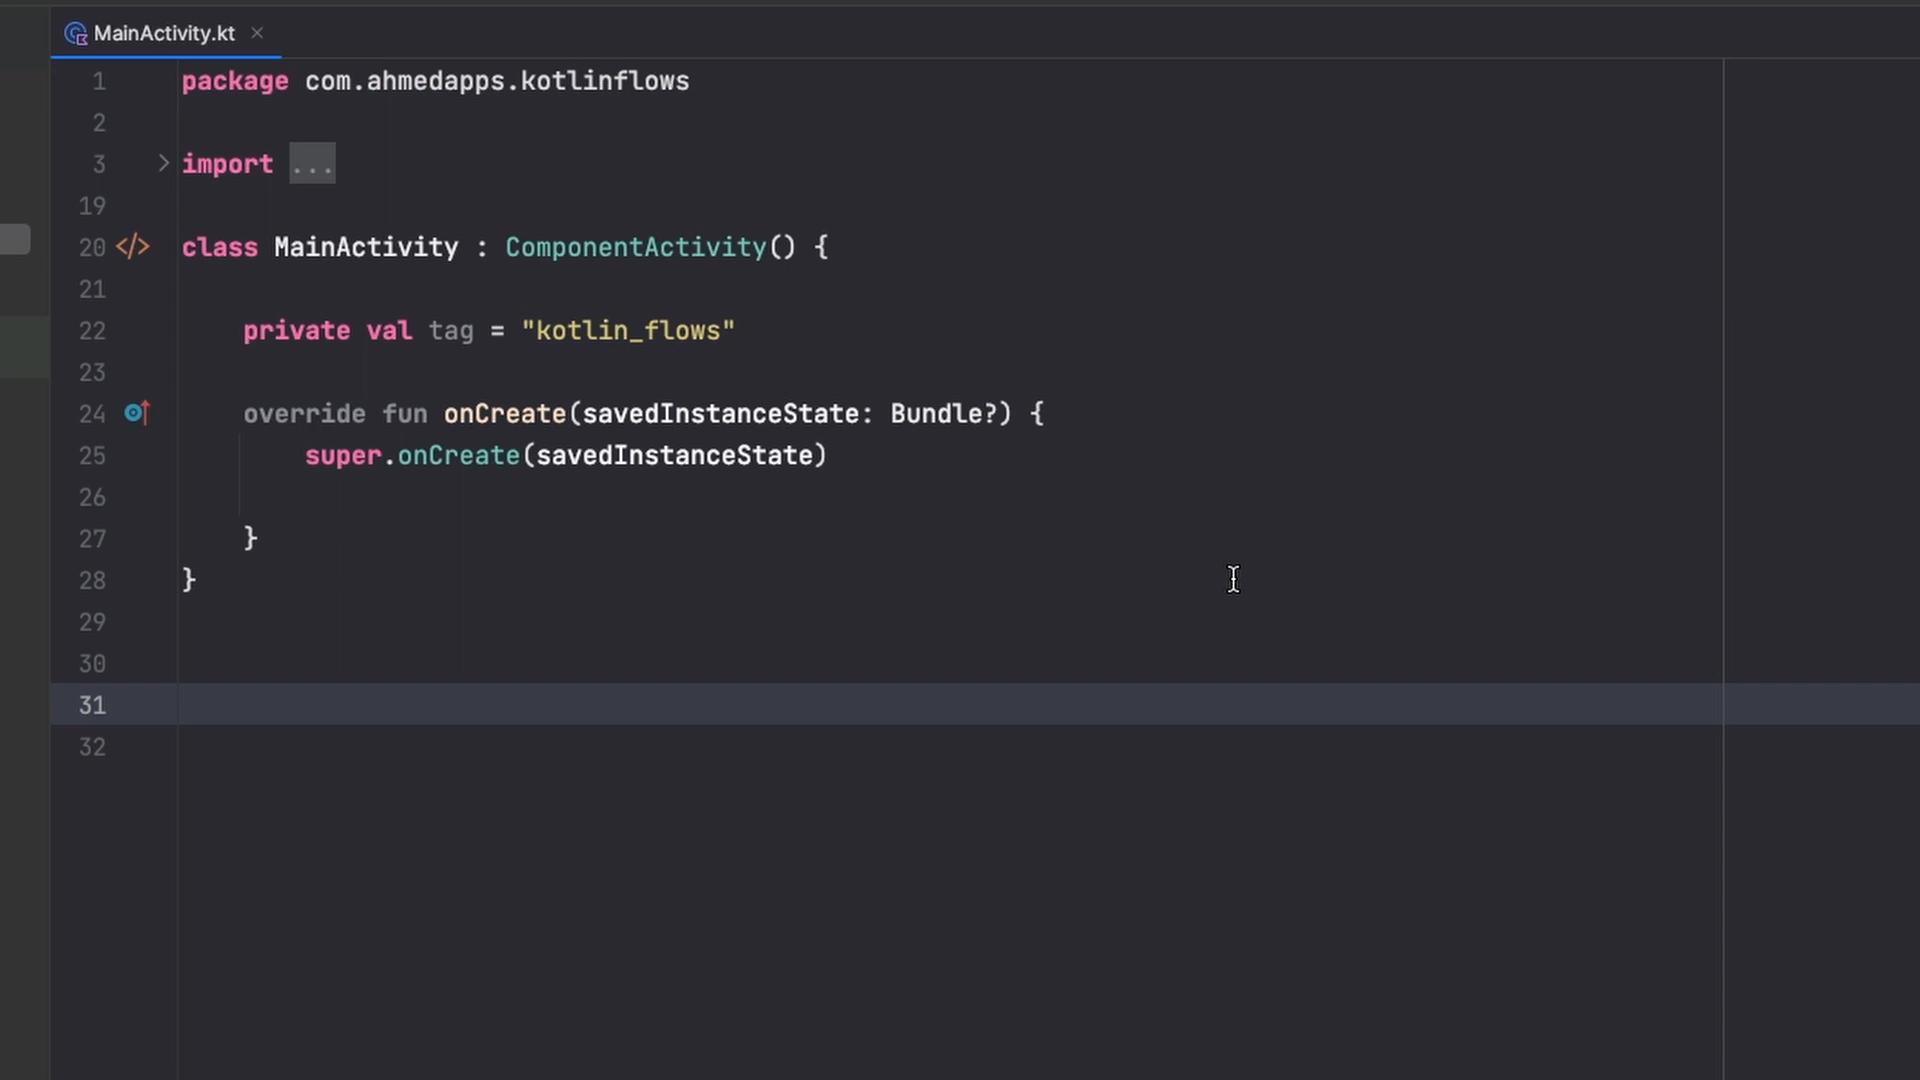 MainActivity.kt
1 package com.ahmedapps.kotlinflows
2
3 import ...
19
20 class MainActivity : ComponentActivity() {
21
22 private val tag = "kotlin_flows"
23
24 override fun onCreate(savedInstanceState: Bundle?) {
25 super.onCreate(savedInstanceState)
26
27 }
28 }
29
30
31
32